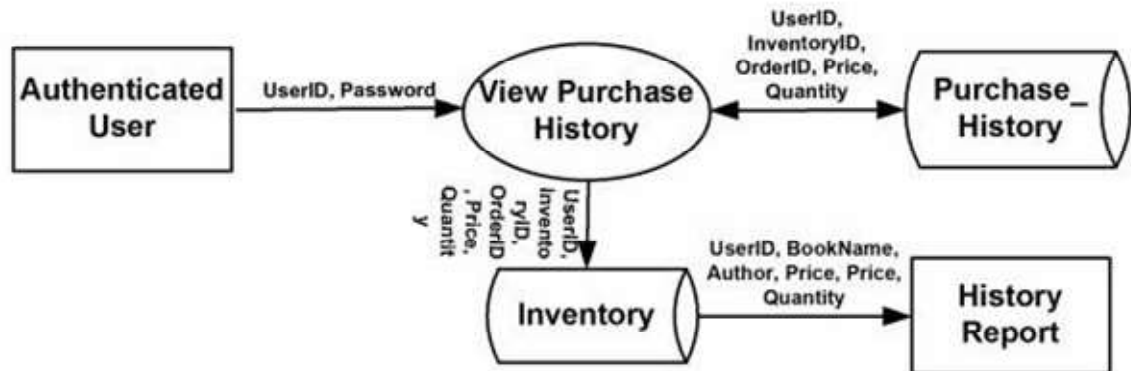 Authenticated
User
UserID, Password
View Purchase
History
UserID,
InventoryID,
OrderID, Price,
Quantity
Purchase_
History
UserID,
Invento
ryID,
OrderID
, Price,
Quantit
y
Inventory
UserID, BookName,
Author, Price, Price,
Quantity
History
Report